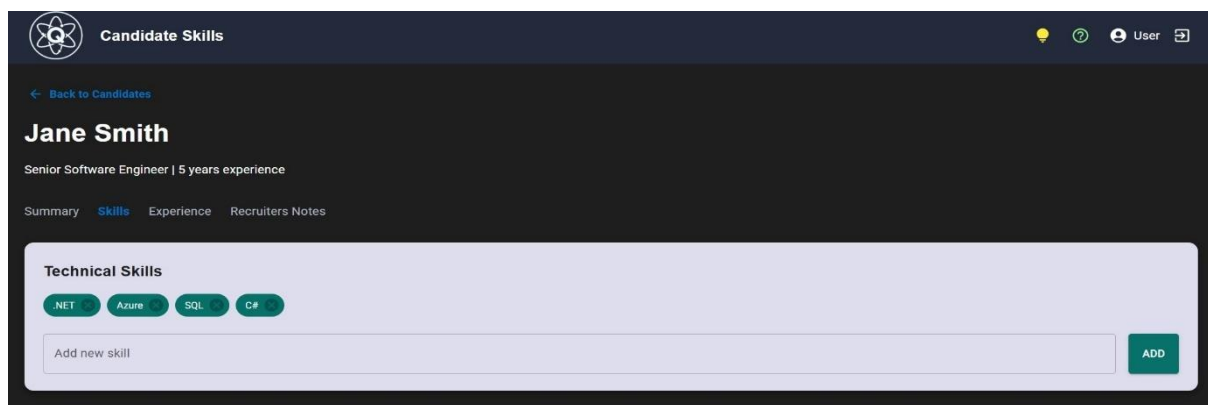 Q Candidate Skills User
← Back to Candidates
Jane Smith
Senior Software Engineer | 5 years experience
Summary Skills Experience Recruiters Notes
Technical Skills
.NET Azure SQL C#
Add new skill ADD